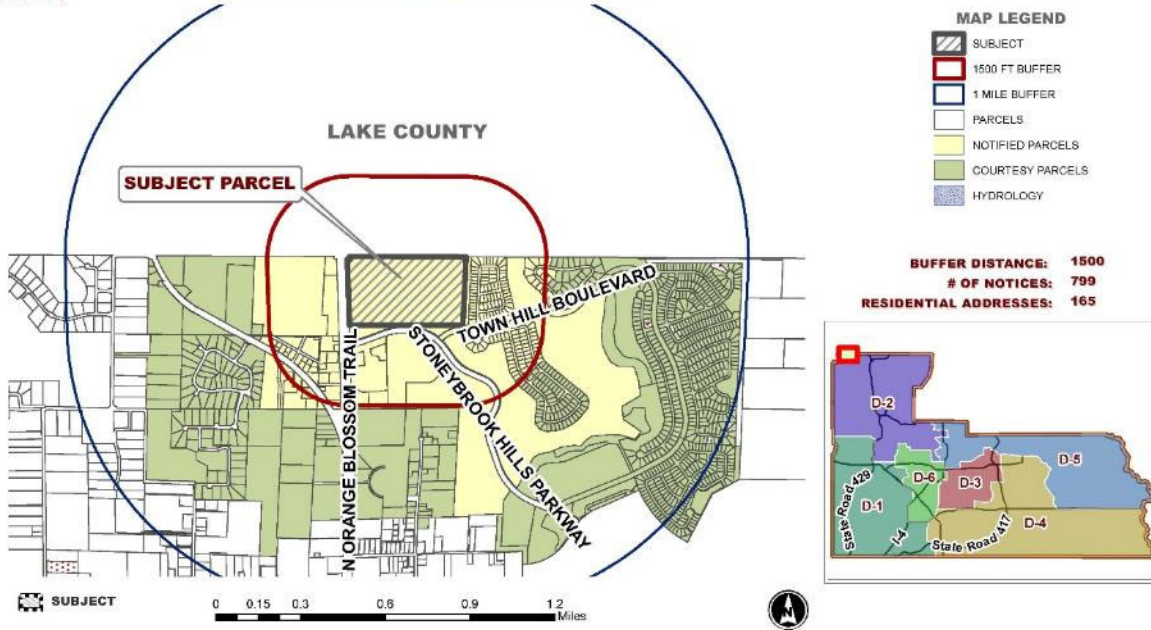 LAKE COUNTY
SUBJECT PARCEL
TOWN HILL BOULEVARD
STONEYBROOK HILLS PARKWAY
N ORANGE BLOSSOM TRAIL
SUBJECT
0 0.15 0.3 0.6 0.9 1.2
Miles
N
MAP LEGEND
SUBJECT
1500 FT BUFFER
1 MILE BUFFER
PARCELS
NOTIFIED PARCELS
COURTESY PARCELS
HYDROLOGY
BUFFER DISTANCE: 1500
# OF NOTICES: 799
RESIDENTIAL ADDRESSES: 165
D-2
D-5
D-6
D-3
D-1
D-4
State Road 429
I-4
State Road 417